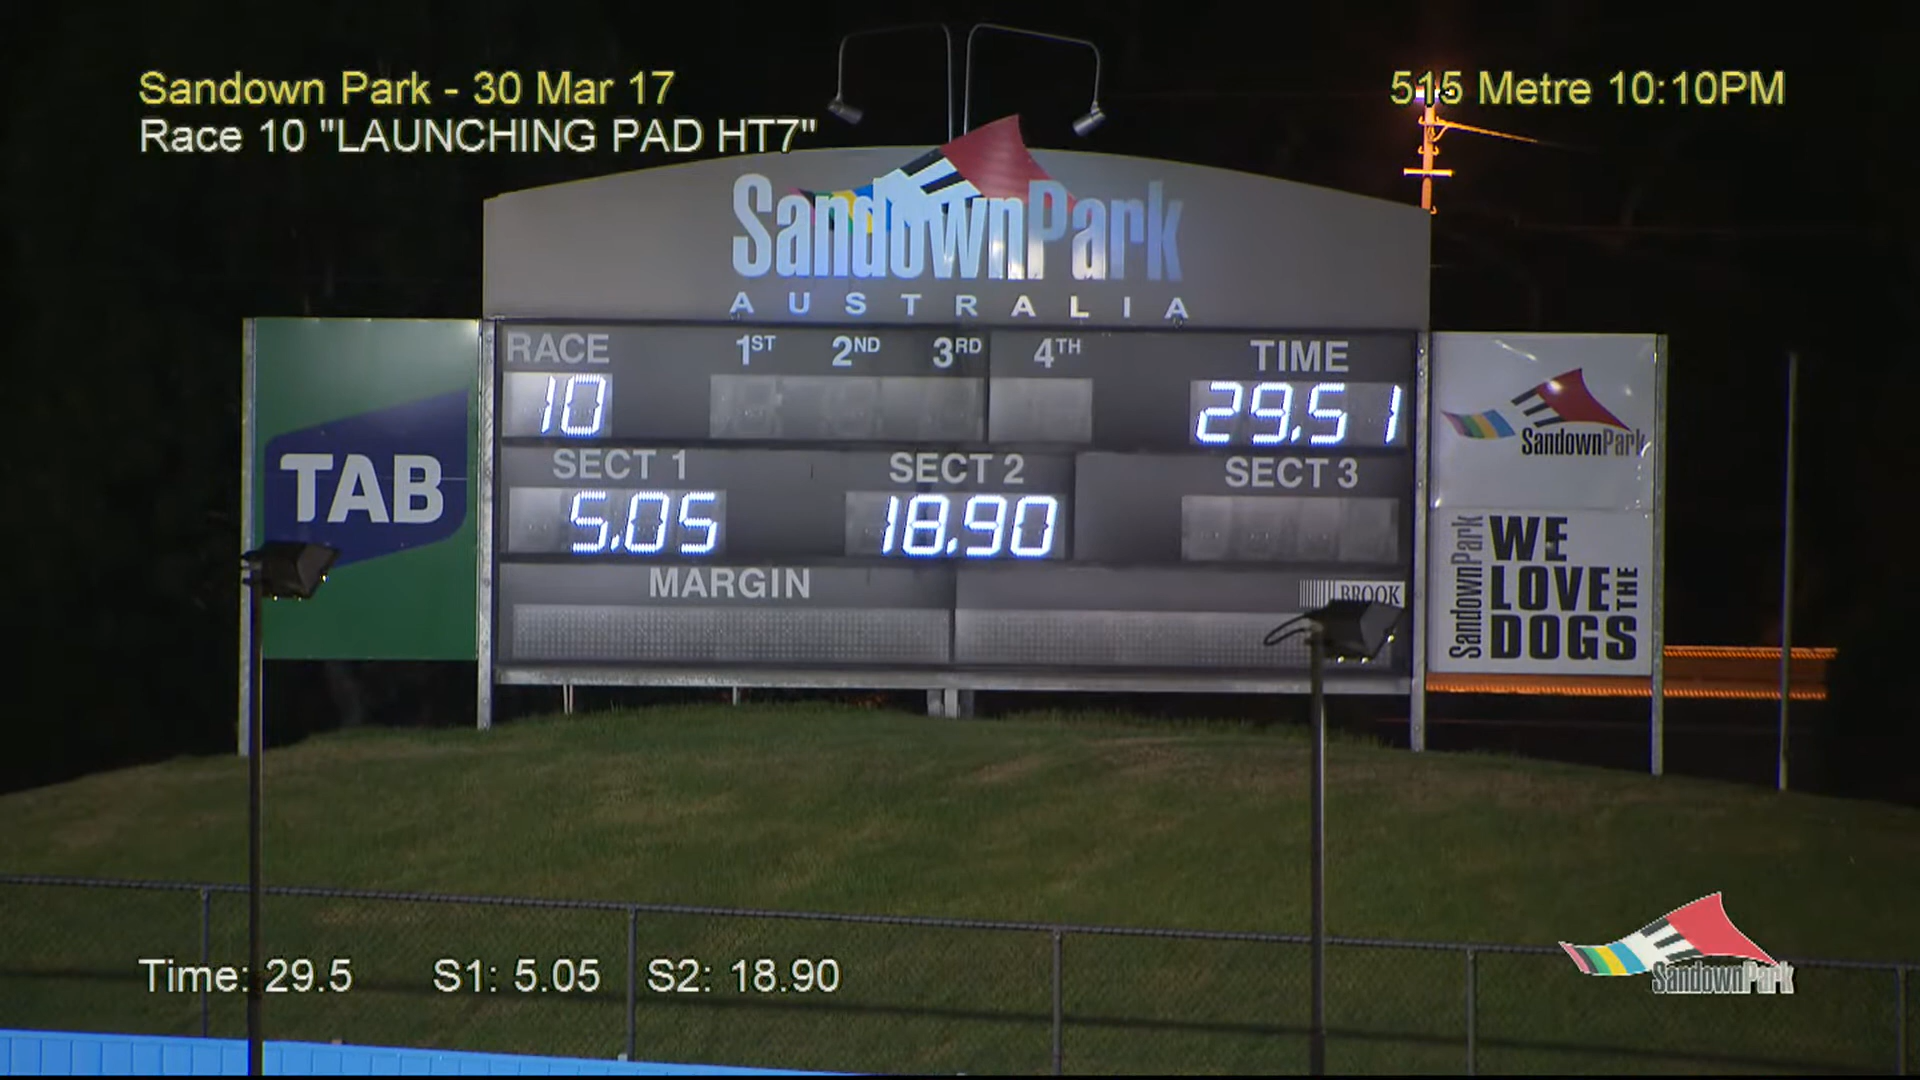 Sandown Park - 30 Mar 17
515 Metre 10:10PM
Race 10 "LAUNCHING PAD HT7"
SandownPark
AUSTRALIA
RACE 1ST 2ND 3RD 4TH TIME
10 29.51
SECT 1 SECT 2 SECT 3
5.05 18.90
MARGIN
BROOK
TAB
SandownPark
SandownPark
WE
LOVE THE
DOGS
Time: 29.5 S1: 5.05 S2: 18.90
SandownPark